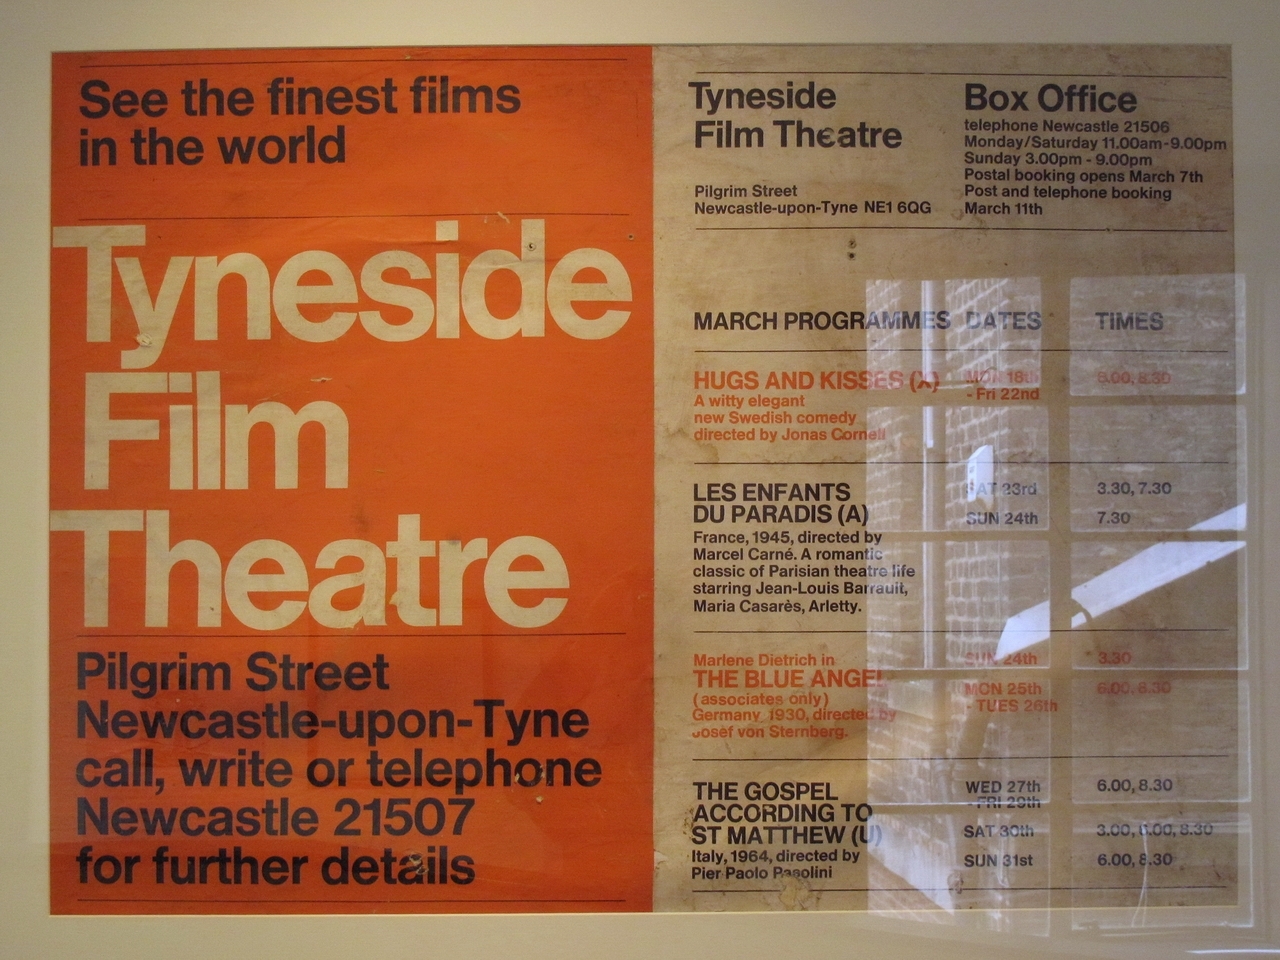 See the finest films
in the world
Tyneside
Film
Theatre
Pilgrim Street
Newcastle-upon-Tyne
call, write or telephone
Newcastle 21507
for further details
Tyneside
Film Theatre
Pilgrim Street
Newcastle-upon-Tyne NE1 6QG
Box Office
telephone Newcastle 21506
Monday/Saturday 11.00am-9.00pm
Sunday 3.00pm - 9.00pm
Postal booking opens March 7th
Post and telephone booking
March 11th
MARCH PROGRAMMES DATES TIMES
HUGS AND KISSES (X) MON 18th 6.00, 8.30
- Fri 22nd
A witty elegant
new Swedish comedy
directed by Jonas Cornell
LES ENFANTS SAT 23rd 3.30, 7.30
DU PARADIS (A) SUN 24th 7.30
France, 1945, directed by
Marcel Carné. A romantic
classic of Parisian theatre life
starring Jean-Louis Barrault,
Maria Casarès, Arletty.
Marlene Dietrich in SUN 24th 3.30
THE BLUE ANGEL MON 25th 6.00, 8.30
(associates only) - TUES 26th
Germany 1930, directed by
Josef von Sternberg.
THE GOSPEL WED 27th 6.00, 8.30
ACCORDING TO - FRI 29th
ST MATTHEW (U) SAT 30th 3.00, 6.00, 8.30
Italy, 1964, directed by SUN 31st 6.00, 8.30
Pier Paolo Pasolini